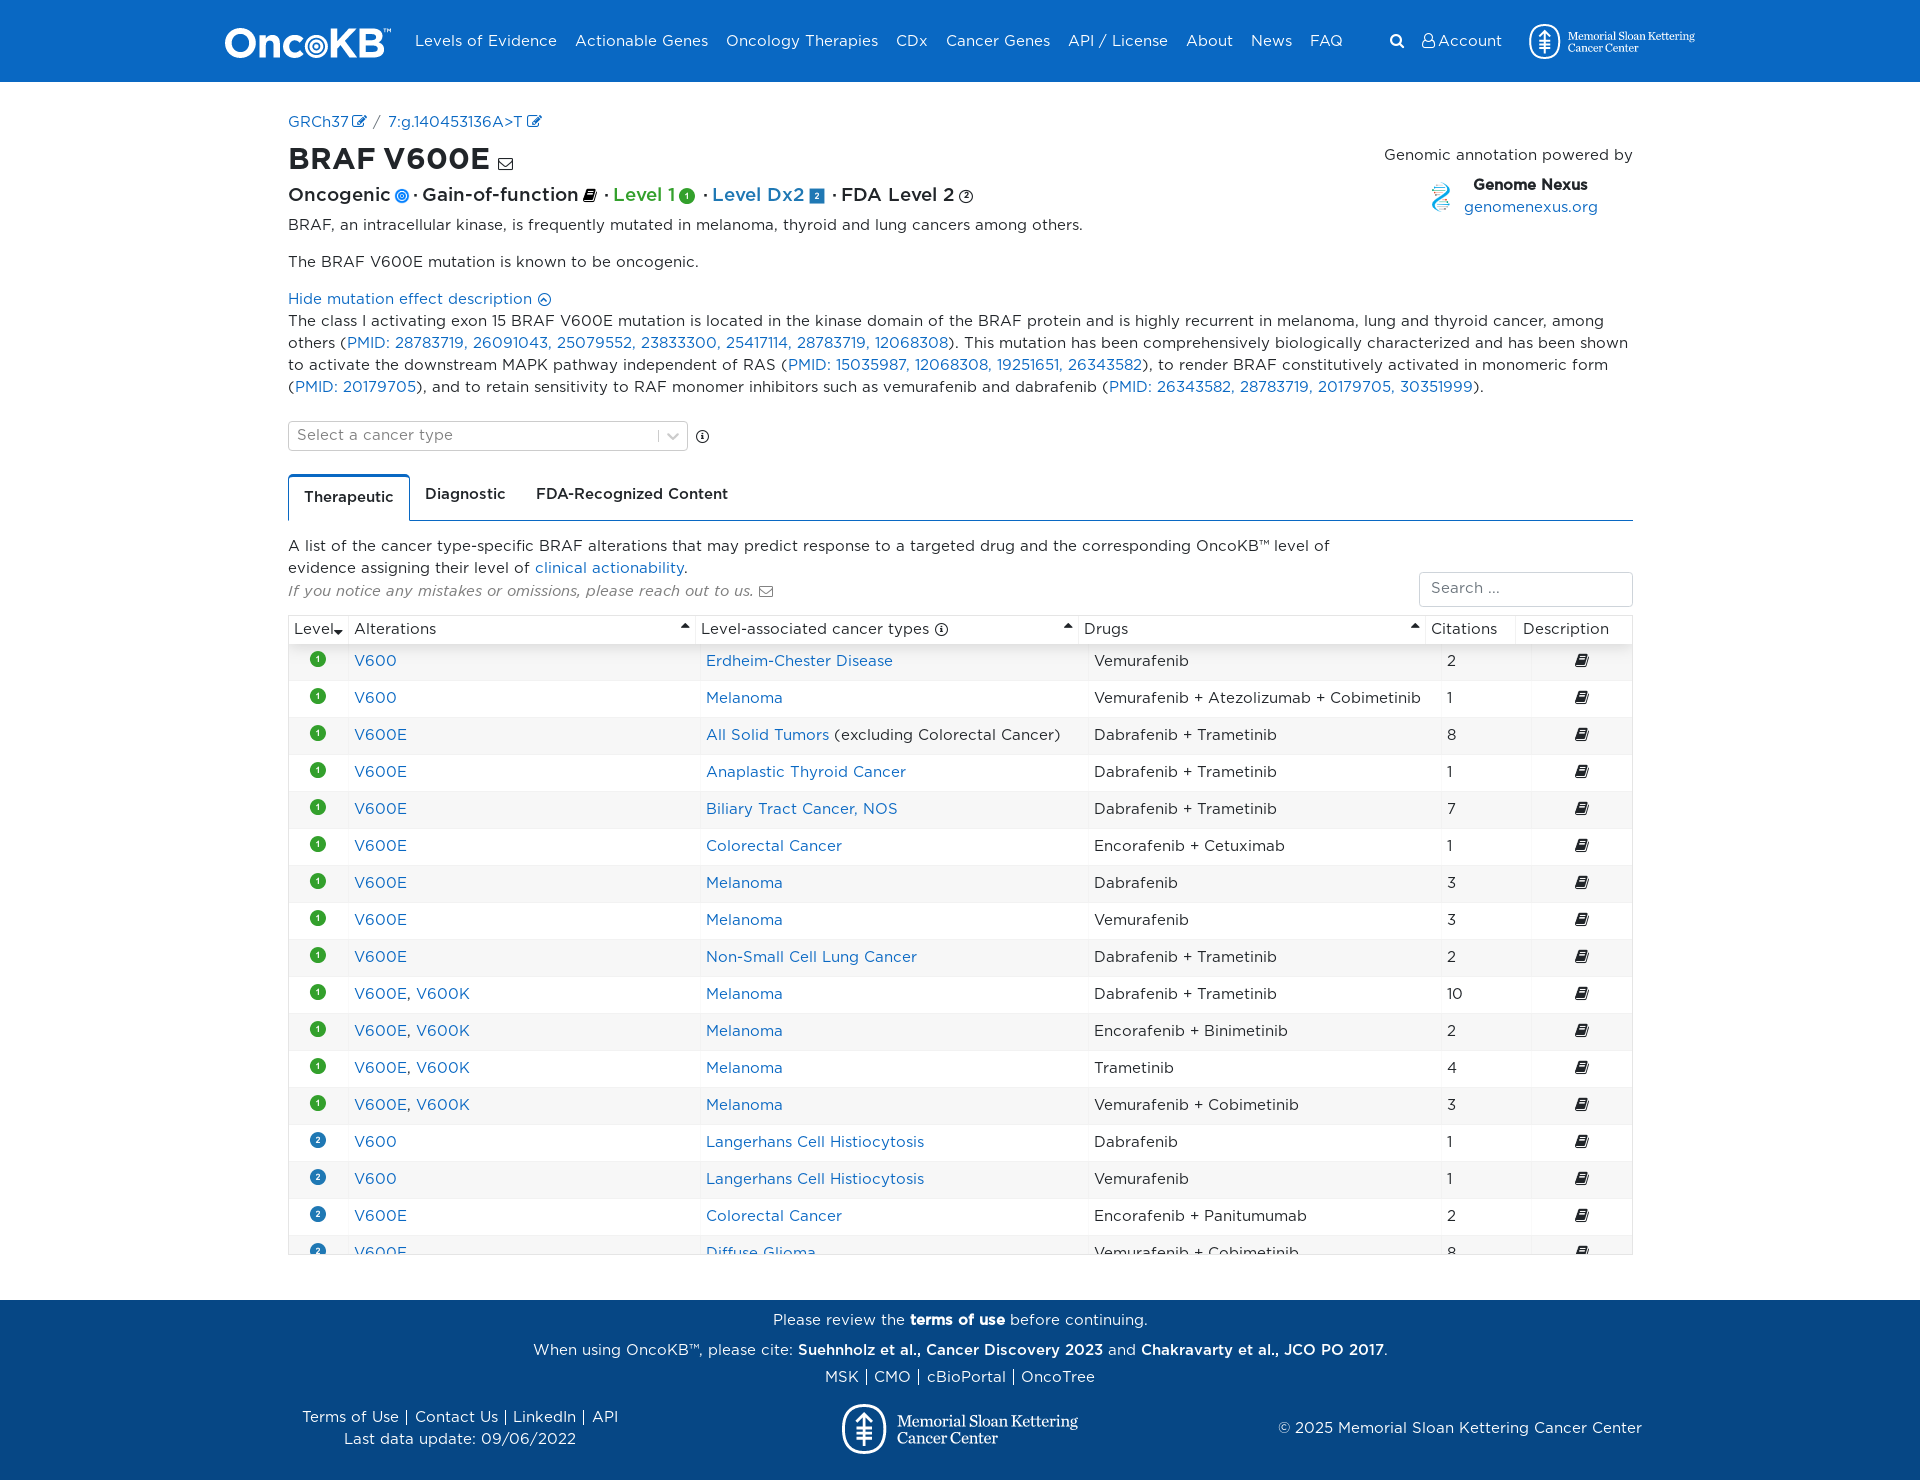 OncoKB™ Levels of Evidence Actionable Genes Oncology Therapies CDx Cancer Genes API / License About News FAQ Account Memorial Sloan Kettering Cancer Center
GRCh37 / 7:g.140453136A>T
BRAF V600E
Genomic annotation powered by
Genome Nexus
genomenexus.org
Oncogenic · Gain-of-function · Level 1 1 · Level Dx2 2 · FDA Level 2 2
BRAF, an intracellular kinase, is frequently mutated in melanoma, thyroid and lung cancers among others.
The BRAF V600E mutation is known to be oncogenic.
Hide mutation effect description
The class I activating exon 15 BRAF V600E mutation is located in the kinase domain of the BRAF protein and is highly recurrent in melanoma, lung and thyroid cancer, among
others (PMID: 28783719, 26091043, 25079552, 23833300, 25417114, 28783719, 12068308). This mutation has been comprehensively biologically characterized and has been shown
to activate the downstream MAPK pathway independent of RAS (PMID: 15035987, 12068308, 19251651, 26343582), to render BRAF constitutively activated in monomeric form
(PMID: 20179705), and to retain sensitivity to RAF monomer inhibitors such as vemurafenib and dabrafenib (PMID: 26343582, 28783719, 20179705, 30351999).
Select a cancer type
Therapeutic Diagnostic FDA-Recognized Content
A list of the cancer type-specific BRAF alterations that may predict response to a targeted drug and the corresponding OncoKB™ level of
evidence assigning their level of clinical actionability.
If you notice any mistakes or omissions, please reach out to us.
Search ...
Level Alterations Level-associated cancer types Drugs Citations Description
1 V600 Erdheim-Chester Disease Vemurafenib 2
1 V600 Melanoma Vemurafenib + Atezolizumab + Cobimetinib 1
1 V600E All Solid Tumors (excluding Colorectal Cancer) Dabrafenib + Trametinib 8
1 V600E Anaplastic Thyroid Cancer Dabrafenib + Trametinib 1
1 V600E Biliary Tract Cancer, NOS Dabrafenib + Trametinib 7
1 V600E Colorectal Cancer Encorafenib + Cetuximab 1
1 V600E Melanoma Dabrafenib 3
1 V600E Melanoma Vemurafenib 3
1 V600E Non-Small Cell Lung Cancer Dabrafenib + Trametinib 2
1 V600E, V600K Melanoma Dabrafenib + Trametinib 10
1 V600E, V600K Melanoma Encorafenib + Binimetinib 2
1 V600E, V600K Melanoma Trametinib 4
1 V600E, V600K Melanoma Vemurafenib + Cobimetinib 3
2 V600 Langerhans Cell Histiocytosis Dabrafenib 1
2 V600 Langerhans Cell Histiocytosis Vemurafenib 1
2 V600E Colorectal Cancer Encorafenib + Panitumumab 2
2 V600E Diffuse Glioma Vemurafenib + Cobimetinib 8
Please review the terms of use before continuing.
When using OncoKB™, please cite: Suehnholz et al., Cancer Discovery 2023 and Chakravarty et al., JCO PO 2017.
MSK | CMO | cBioPortal | OncoTree
Terms of Use | Contact Us | LinkedIn | API
Last data update: 09/06/2022
Memorial Sloan Kettering
Cancer Center
© 2025 Memorial Sloan Kettering Cancer Center